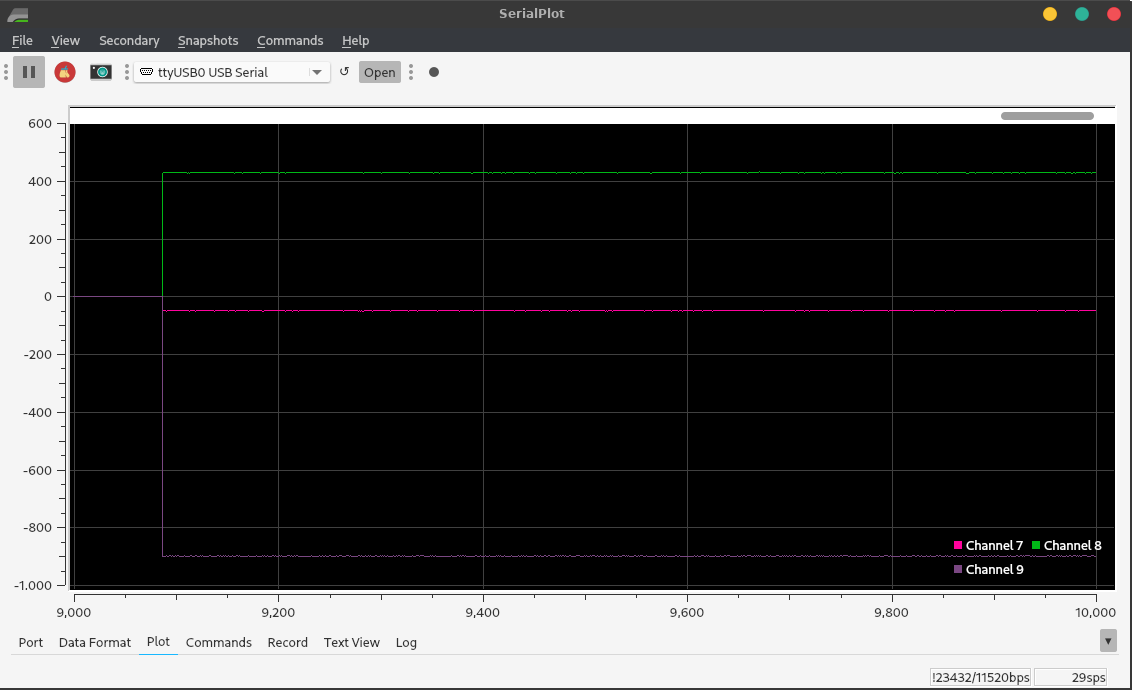 SerialPlot
File View Secondary Snapshots Commands Help
ttyUSB0 USB Serial Open
600
400
200
0
-200
-400
-600
-800
-1.000
Channel 7 Channel 8
Channel 9
9,000 9,200 9,400 9,600 9,800 10,000
Port Data Format Plot Commands Record Text View Log
!23432/11520bps 29sps